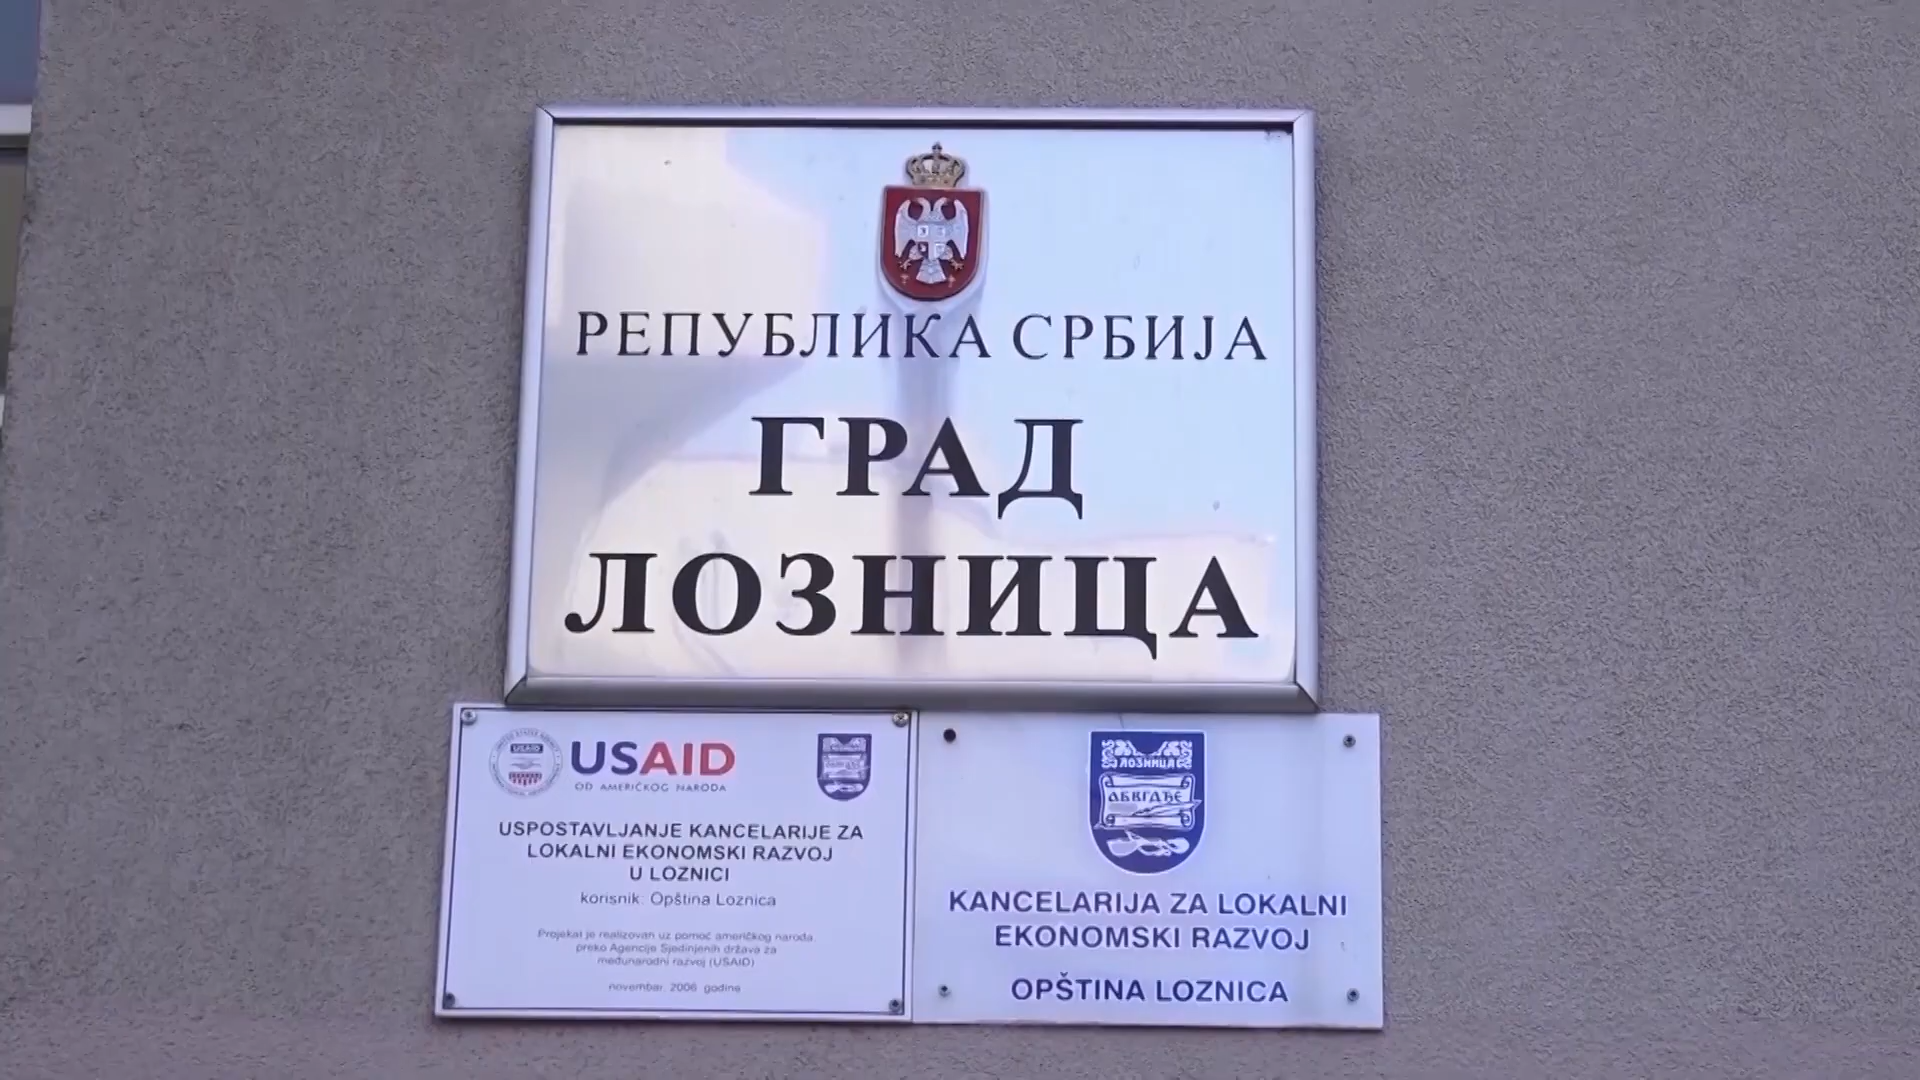 РЕПУБЛИКА СРБИЈА
ГРАД
ЛОЗНИЦА
USAID
USAID
OD AMERIČKOG NARODA
USPOSTAVLJANJE KANCELARIJE ZA
LOKALNI EKONOMSKI RAZVOJ
U LOZNICI
korisnik: Opština Loznica
Projekat je realizovan uz pomoć američkog naroda
preko Agencije Sjedinjenih država za
međunarodni razvoj (USAID)
novembar, 2006. godine
ЛОЗНИЦА
АБВГДЂЕ
KANCELARIJA ZA LOKALNI
EKONOMSKI RAZVOJ
OPŠTINA LOZNICA